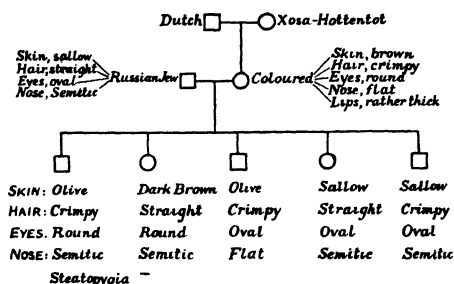 Dutch Xosa-Hottentot
Skin, sallow
Hair, straight
Eyes, oval
Nose, Semitic
Russian Jew
Coloured
Skin, brown
Hair, crimpy
Eyes, round
Nose, flat
Lips, rather thick
SKIN: Olive Dark Brown Olive Sallow Sallow
HAIR: Crimpy Straight Crimpy Straight Crimpy
EYES. Round Round Oval Oval Oval
NOSE: Semitic Semitic Flat Semitic Semitic
Steatopygia –